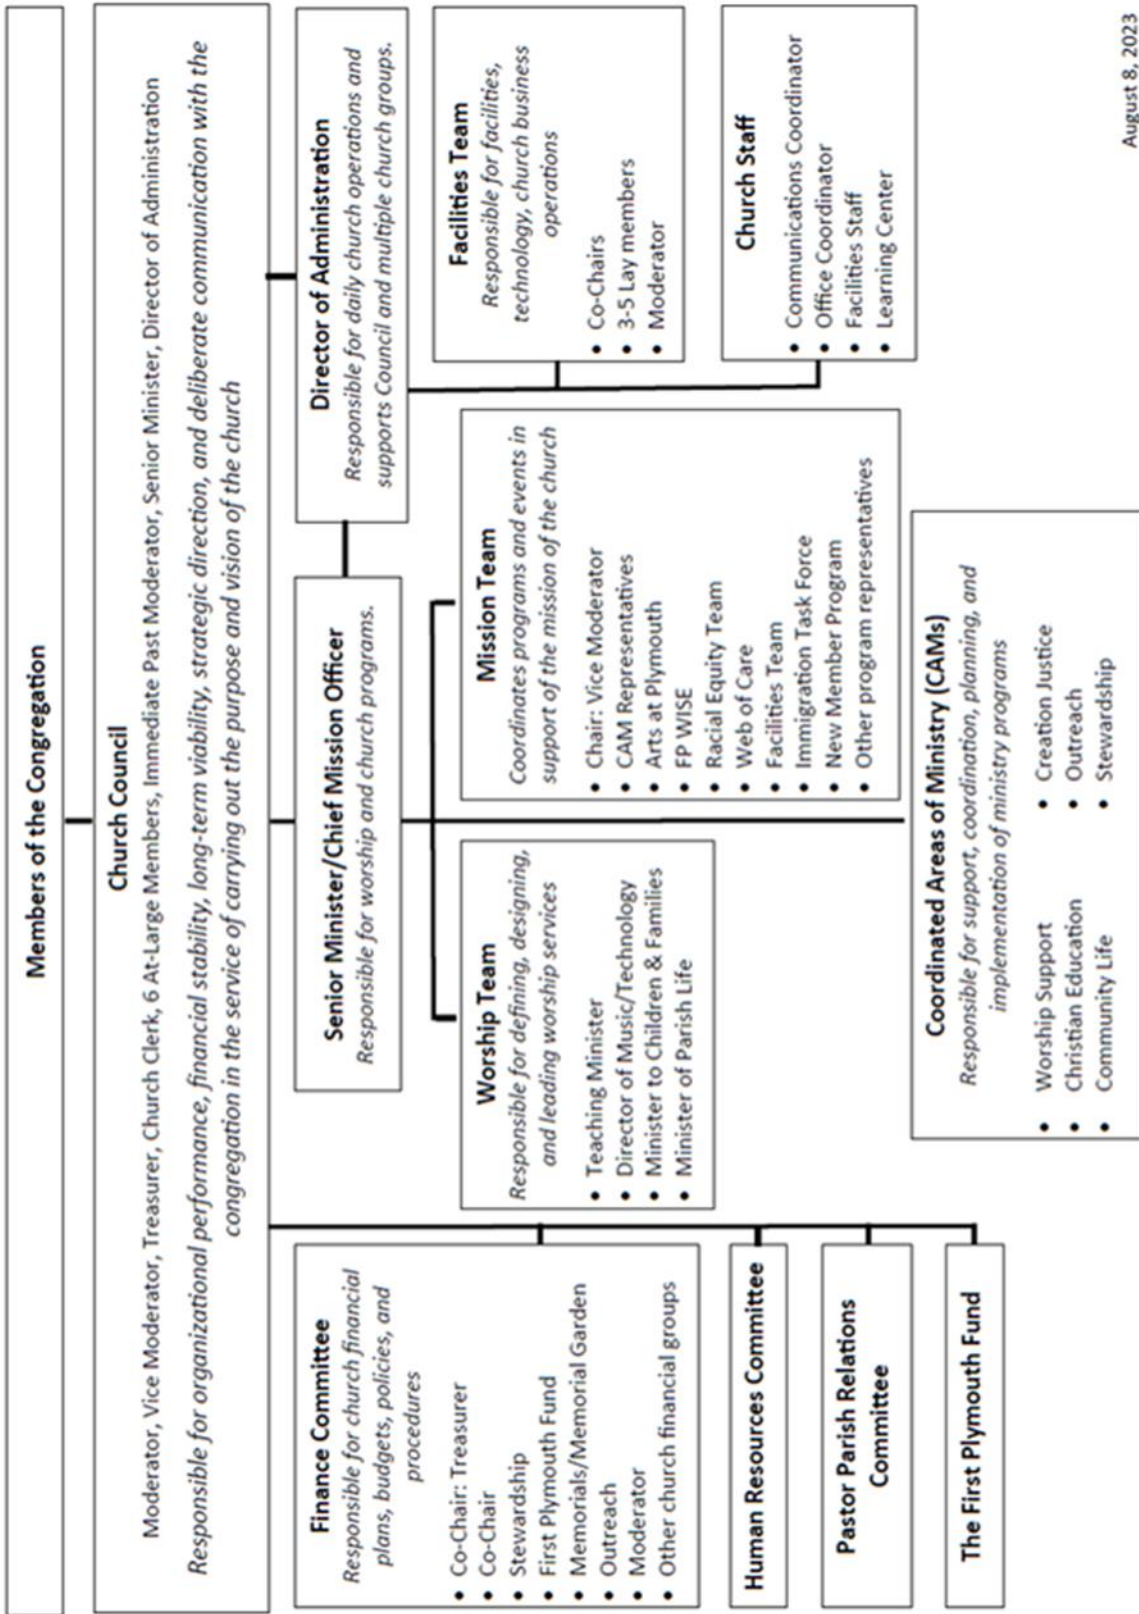 Members of the Congregation
Church Council
Moderator, Vice Moderator, Treasurer, Church Clerk, 6 At-Large Members, Immediate Past Moderator, Senior Minister, Director of Administration
Responsible for organizational performance, financial stability, long-term viability, strategic direction, and deliberate communication with the
congregation in the service of carrying out the purpose and vision of the church
Finance Committee
Responsible for church financial
plans, budgets, policies, and
procedures
• Co-Chair: Treasurer
• Co-Chair
• Stewardship
• First Plymouth Fund
• Memorials/Memorial Garden
• Outreach
• Moderator
• Other church financial groups
Human Resources Committee
Pastor Parish Relations
Committee
The First Plymouth Fund
Senior Minister/Chief Mission Officer
Responsible for worship and church programs.
Worship Team
Responsible for defining, designing,
and leading worship services
• Teaching Minister
• Director of Music/Technology
• Minister to Children & Families
• Minister of Parish Life
Mission Team
Coordinates programs and events in
support of the mission of the church
• Chair: Vice Moderator
• CAM Representatives
• Arts at Plymouth
• FP WISE
• Racial Equity Team
• Web of Care
• Facilities Team
• Immigration Task Force
• New Member Program
• Other program representatives
Coordinated Areas of Ministry (CAMs)
Responsible for support, coordination, planning, and
implementation of ministry programs
• Worship Support
• Christian Education
• Community Life
• Creation Justice
• Outreach
• Stewardship
Director of Administration
Responsible for daily church operations and
supports Council and multiple church groups.
Facilities Team
Responsible for facilities,
technology, church business
operations
• Co-Chairs
• 3-5 Lay members
• Moderator
Church Staff
• Communications Coordinator
• Office Coordinator
• Facilities Staff
• Learning Center
August 8, 2023